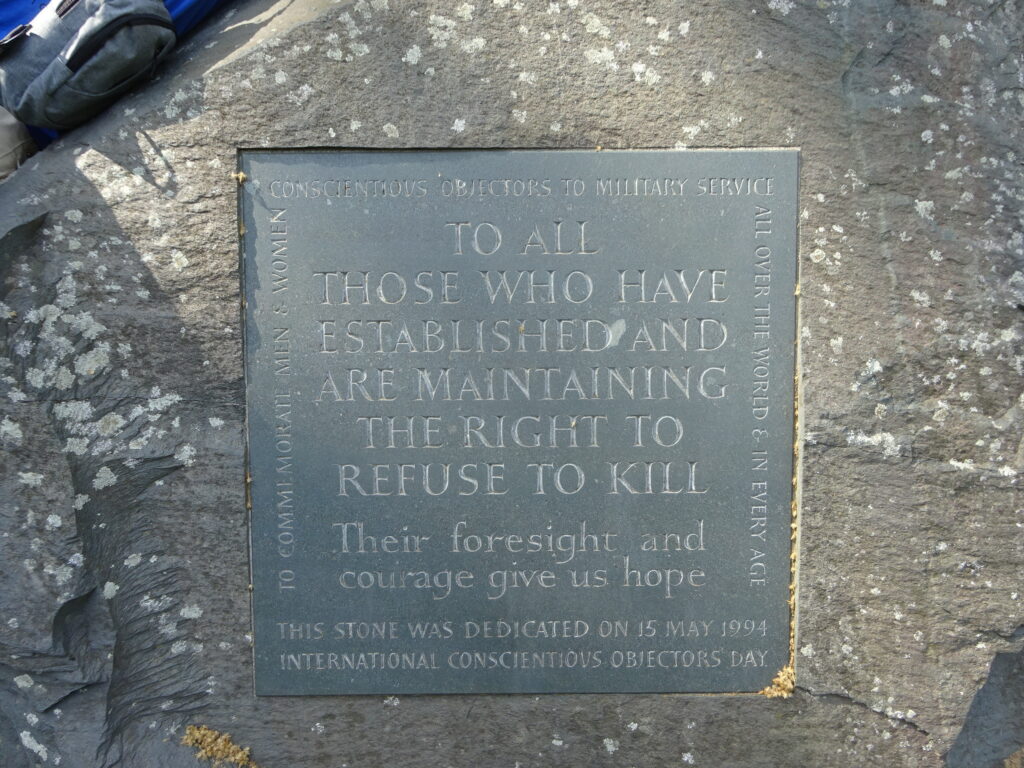 TO COMMEMORATE MEN & WOMEN
CONSCIENTIOUS OBJECTORS TO MILITARY SERVICE
ALL OVER THE WORLD & IN EVERY AGE
TO ALL
THOSE WHO HAVE
ESTABLISHED AND
ARE MAINTAINING
THE RIGHT TO
REFUSE TO KILL
Their foresight and
courage give us hope
THIS STONE WAS DEDICATED ON 15 MAY 1994
INTERNATIONAL CONSCIENTIOUS OBJECTORS' DAY